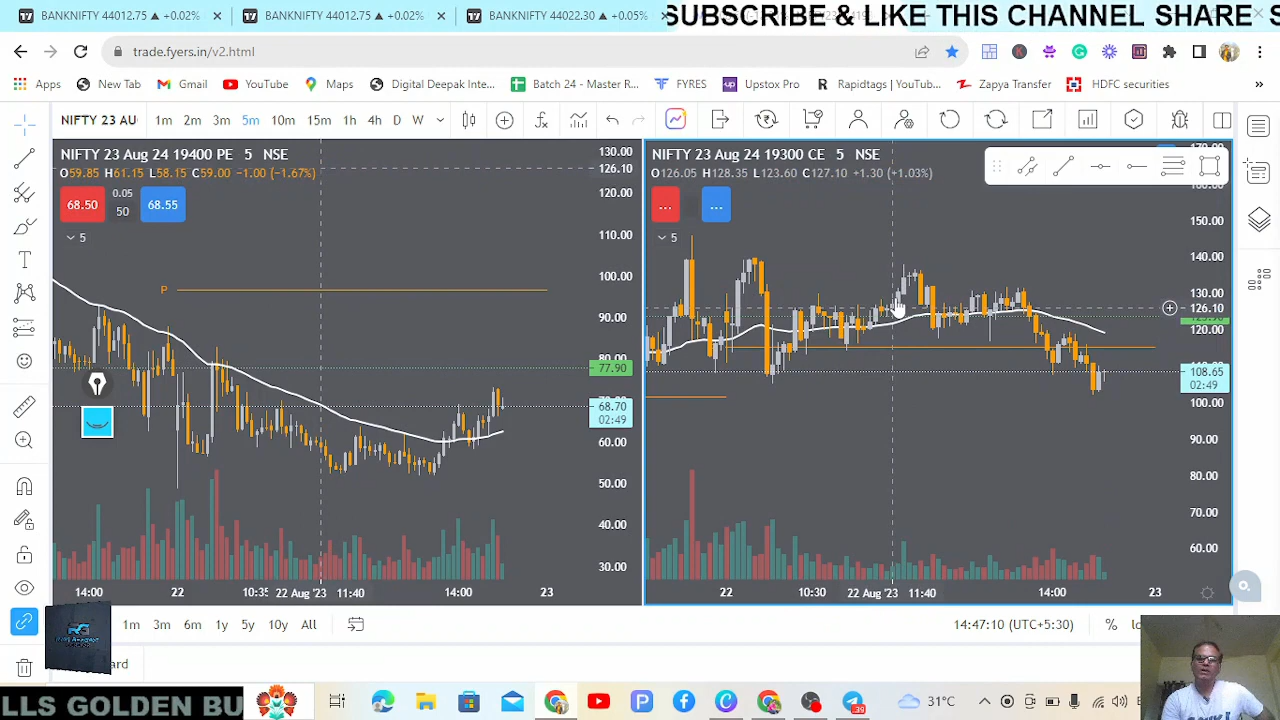 BANKNIFTY 44017.55 ▲ +0.02%
BANKNIFTY 44012.75 ▲ +0.02%
BANKNIFTY 44022.30 ▲ +0.05%
SUBSCRIBE & LIKE THIS CHANNEL SHARE S
trade.fyers.in/v2.html
Apps
New Tab
Gmail
YouTube
Maps
Digital Deepak Inte...
Batch 24 - Market R...
FYRES
Upstox Pro
Rapidtags | YouTub...
Zapya Transfer
HDFC securities
»
NIFTY 23 AU
1m 2m 3m 5m 10m 15m 1h 4h D W
NIFTY 23 Aug 24 19400 PE 5 NSE
O59.85 H61.15 L58.15 C59.00 −1.00 (−1.67%)
68.50
0.05
50
68.55
5
P
130.00
126.10
120.00
110.00
100.00
90.00
80.00
77.90
68.70
02:49
60.00
50.00
40.00
30.00
14:00 22 10:35 22 Aug '23 11:40 14:00 23
NIFTY 23 Aug 24 19300 CE 5 NSE
O126.05 H128.35 L123.60 C127.10 +1.30 (+1.03%)
...
...
5
150.00
140.00
130.00
126.10
120.00
108.65
02:49
100.00
90.00
80.00
70.00
60.00
22 10:30 22 Aug '23 11:40 14:00 23
1m 3m 6m 1y 5y 10y All
14:47:10 (UTC+5:30)
%
ard
LLS GOLDEN BU
39
31°C